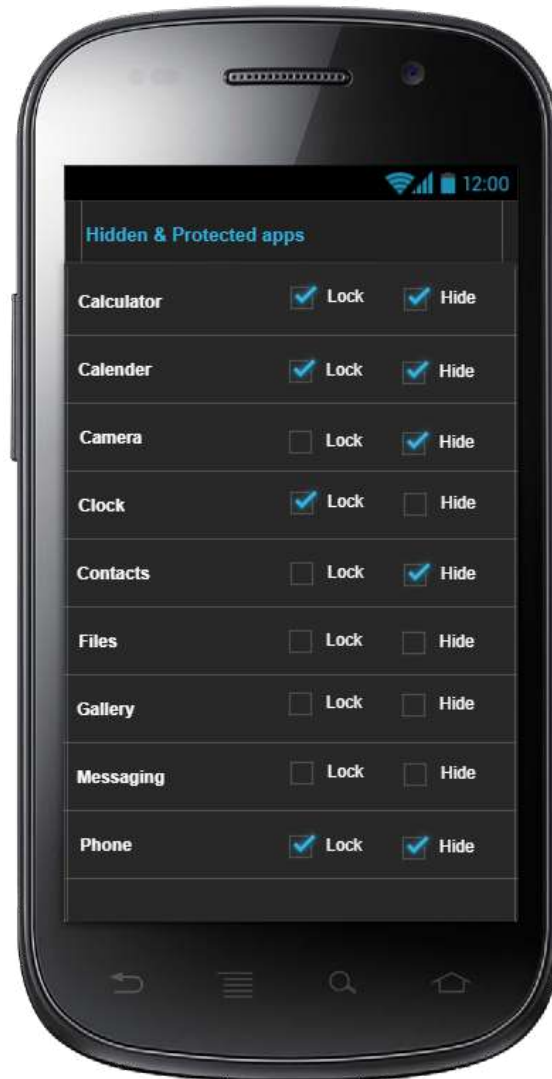 12:00
Hidden & Protected apps
Calculator Lock Hide
Calender Lock Hide
Camera Lock Hide
Clock Lock Hide
Contacts Lock Hide
Files Lock Hide
Gallery Lock Hide
Messaging Lock Hide
Phone Lock Hide